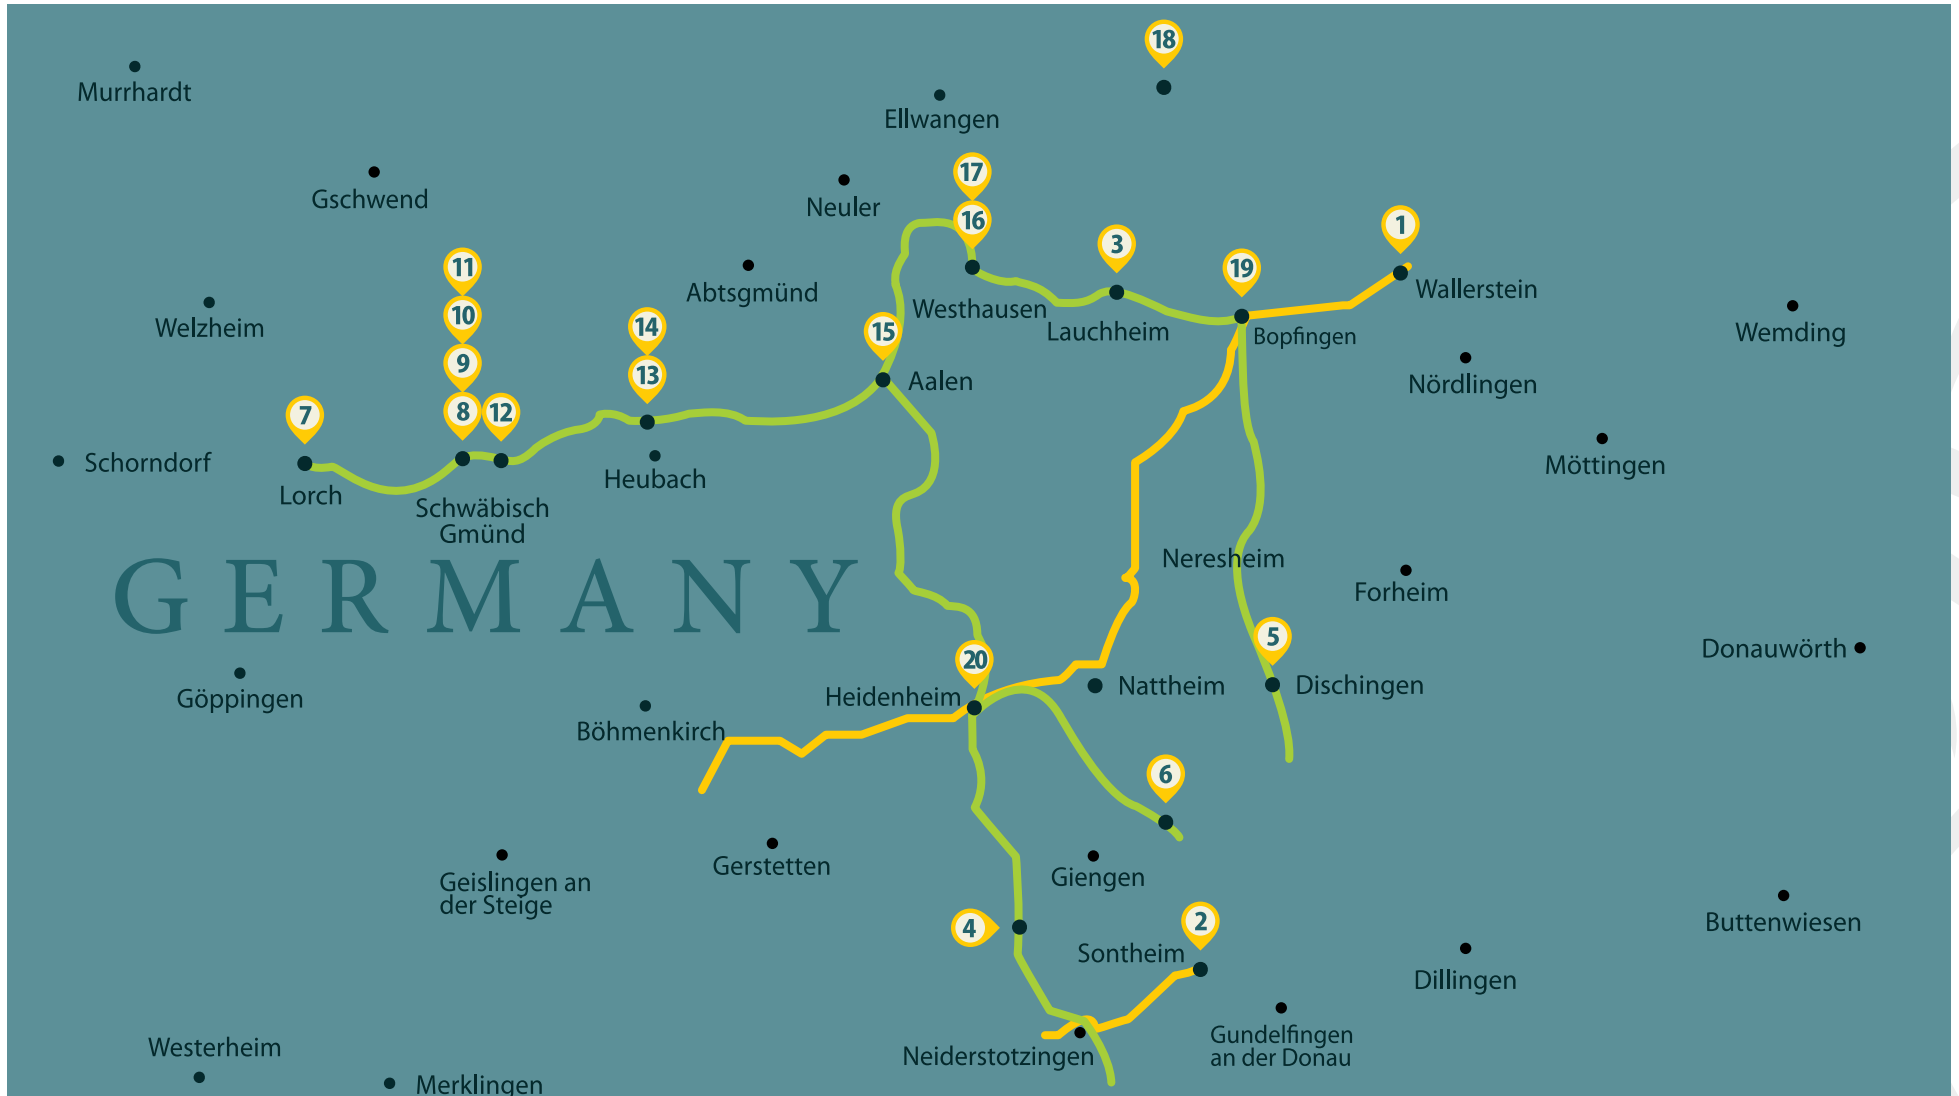 18
Murrhardt
Ellwangen
17
Gschwend
Neuler
16
1
3
19
11
Abtsgmünd
Westhausen
Wallerstein
10
Welzheim
14
15
Lauchheim
Bopfingen
Wemding
9
13
Aalen
Nördlingen
7
8
12
Schorndorf
Lorch
Heubach
Möttingen
Schwäbisch
Gmünd
Neresheim
GERMANY
Forheim
5
20
Donauwörth
Göppingen
Heidenheim
Nattheim
Dischingen
Böhmenkirch
6
Gerstetten
Giengen
Geislingen an
der Steige
4
2
Buttenwiesen
Sontheim
Dillingen
Westerheim
Neiderstotzingen
Gundelfingen
an der Donau
Merklingen